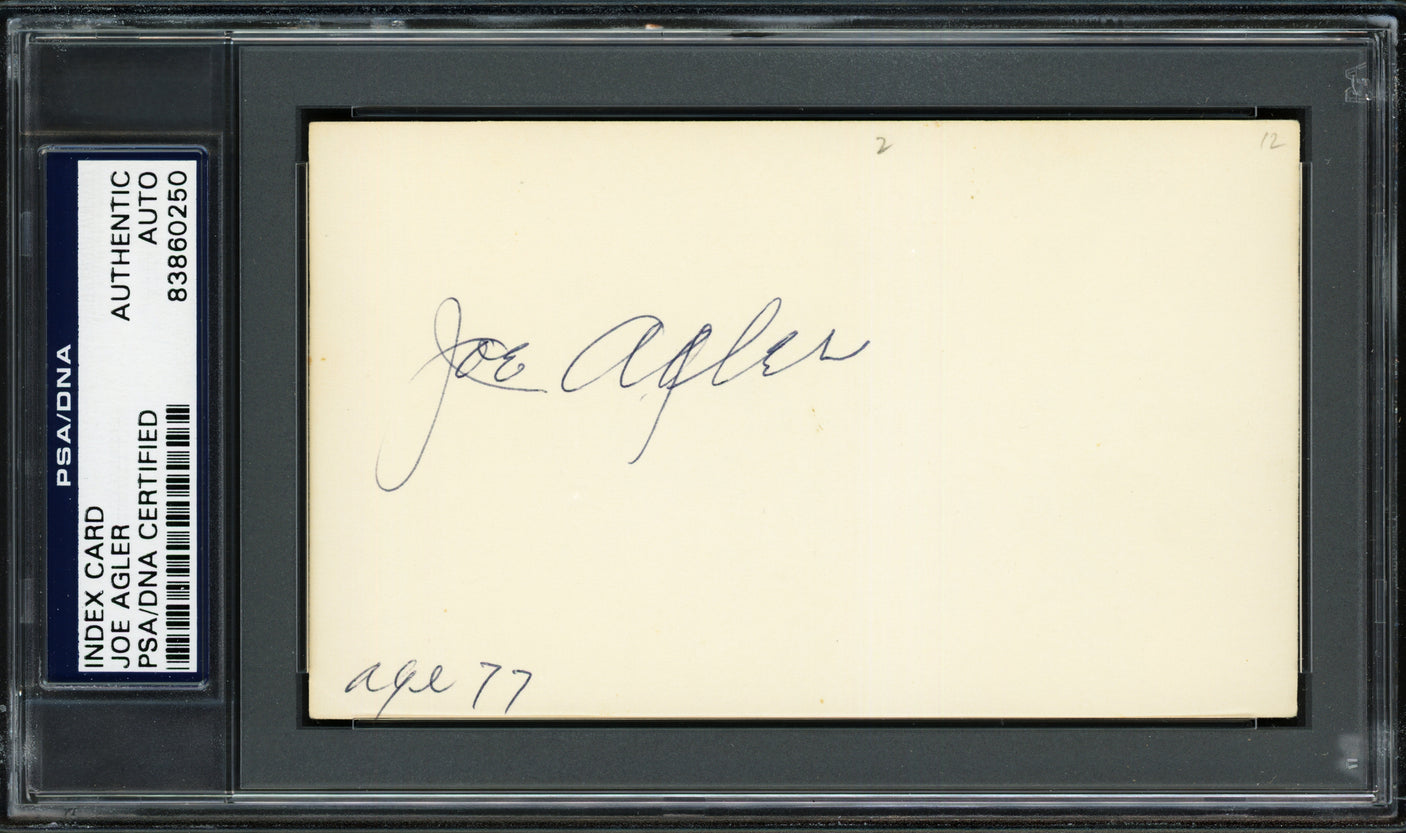 PSA/DNA
INDEX CARD
AUTHENTIC
JOE AGLER
AUTO
PSA/DNA CERTIFIED
83860250
2
12
Joe Agler
age 77